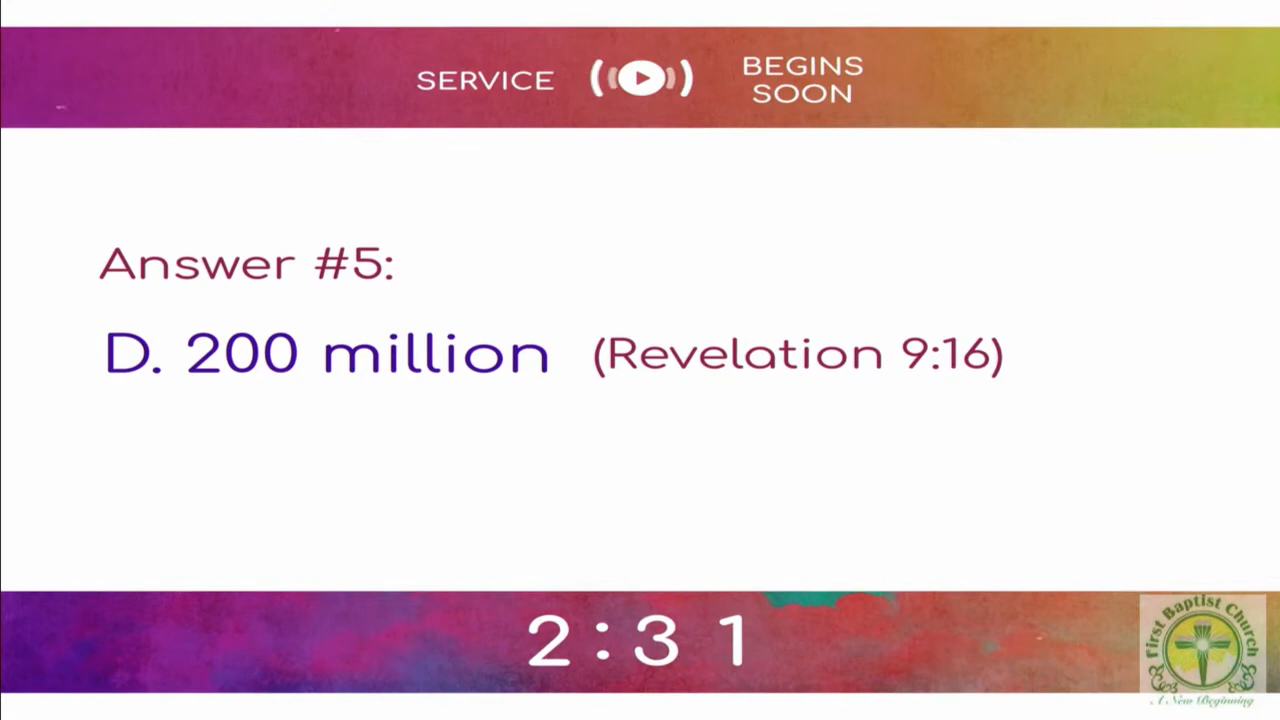 SERVICE
BEGINS
SOON
Answer #5:
D. 200 million (Revelation 9:16)
2:31
First Baptist Church
A New Beginning